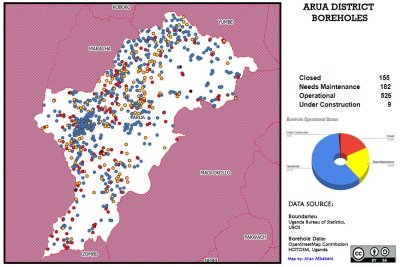 KOBOKO
YUMBE
MARACHA
ARUA
MADI-OKOLLO
PAKWACH
ZOMBO
NEBBI
ARUA DISTRICT
BOREHOLES
Closed 155
Needs Maintenance 182
Operational 526
Under Construction 9
Borehole Operational Status
Under Construction
Closed
Needs Maintenance
Operational
DATA SOURCE:
Boundaries:
Uganda Bureau of Statistics,
UBOS
Borehole Data:
OpenStreetMap Contributors
HOTOSM, Uganda
Map by: Allan Mbabani
CC
BY SA